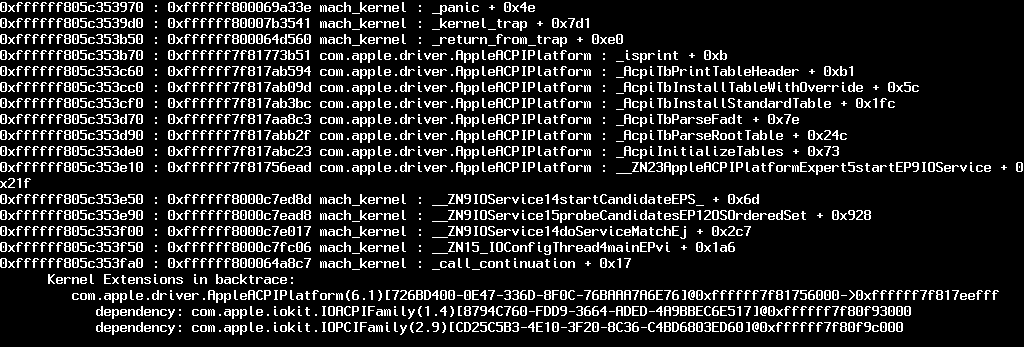 0xffffff805c353970 : 0xffffff800069a33e mach_kernel : _panic + 0x4e
0xffffff805c3539d0 : 0xffffff80007b3541 mach_kernel : _kernel_trap + 0x7d1
0xffffff805c353b50 : 0xffffff800064d560 mach_kernel : _return_from_trap + 0xe0
0xffffff805c353b70 : 0xffffff7f81773b51 com.apple.driver.AppleACPIPlatform : _isprint + 0xb
0xffffff805c353c60 : 0xffffff7f817ab594 com.apple.driver.AppleACPIPlatform : _AcpiTbPrintTableHeader + 0xb1
0xffffff805c353cc0 : 0xffffff7f817ab09d com.apple.driver.AppleACPIPlatform : _AcpiTbInstallTableWithOverride + 0x5c
0xffffff805c353cf0 : 0xffffff7f817ab3bc com.apple.driver.AppleACPIPlatform : _AcpiTbInstallStandardTable + 0x1fc
0xffffff805c353d70 : 0xffffff7f817aa8c3 com.apple.driver.AppleACPIPlatform : _AcpiTbParseFadt + 0x7e
0xffffff805c353d90 : 0xffffff7f817abb2f com.apple.driver.AppleACPIPlatform : _AcpiTbParseRootTable + 0x24c
0xffffff805c353de0 : 0xffffff7f817abc23 com.apple.driver.AppleACPIPlatform : _AcpiInitializeTables + 0x73
0xffffff805c353e10 : 0xffffff7f81756ead com.apple.driver.AppleACPIPlatform : __ZN23AppleACPIPlatformExpert5startEP9IOService + 0
x21f
0xffffff805c353e50 : 0xffffff8000c7ed8d mach_kernel : __ZN9IOService14startCandidateEPS_ + 0x6d
0xffffff805c353e90 : 0xffffff8000c7ead8 mach_kernel : __ZN9IOService15probeCandidatesEP12OSOrderedSet + 0x928
0xffffff805c353f00 : 0xffffff8000c7e017 mach_kernel : __ZN9IOService14doServiceMatchEj + 0x2c7
0xffffff805c353f50 : 0xffffff8000c7fc06 mach_kernel : __ZN15_IOConfigThread4mainEPvi + 0x1a6
0xffffff805c353fa0 : 0xffffff800064a8c7 mach_kernel : _call_continuation + 0x17
Kernel Extensions in backtrace:
com.apple.driver.AppleACPIPlatform(6.1)[726BD400-0E47-336D-8F0C-76BAAA7A6E76]@0xffffff7f81756000->0xffffff7f817eefff
dependency: com.apple.iokit.IOACPIFamily(1.4)[8794C760-FDD9-3664-ADED-4A9BBEC6E517]@0xffffff7f80f93000
dependency: com.apple.iokit.IOPCIFamily(2.9)[CD25C5B3-4E10-3F20-8C36-C4BD6803ED60]@0xffffff7f80f9c000